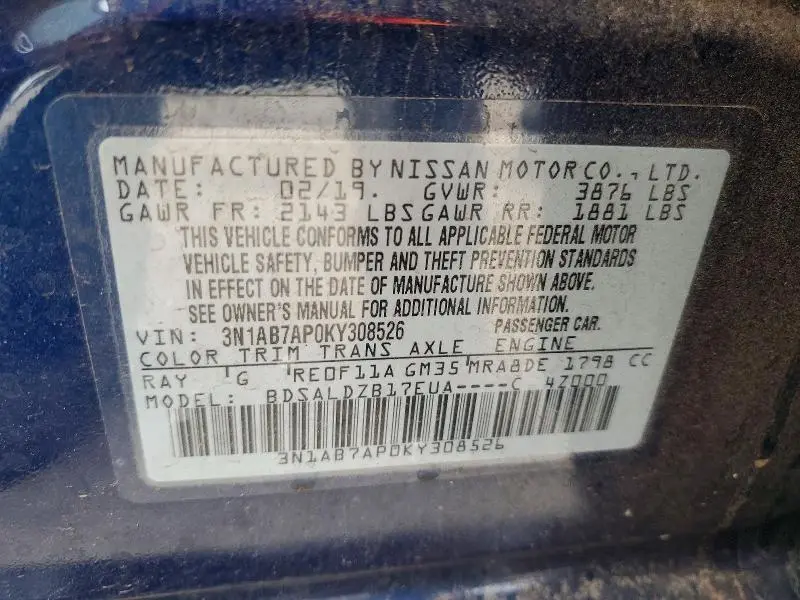 MANUFACTURED BY NISSAN MOTOR CO., LTD.
DATE: 02/19. GVWR: 3876 LBS
GAWR FR: 2143 LBS GAWR RR: 1881 LBS
THIS VEHICLE CONFORMS TO ALL APPLICABLE FEDERAL MOTOR
VEHICLE SAFETY, BUMPER AND THEFT PREVENTION STANDARDS
IN EFFECT ON THE DATE OF MANUFACTURE SHOWN ABOVE.
SEE OWNER'S MANUAL FOR ADDITIONAL INFORMATION.
VIN: 3N1AB7AP0KY308526 PASSENGER CAR.
COLOR TRIM TRANS AXLE ENGINE
RAY G RE0F11A GM35 MRA8DE 1798 CC
MODEL: BDSALDZB17EUA----C 4Z000
3N1AB7AP0KY308526